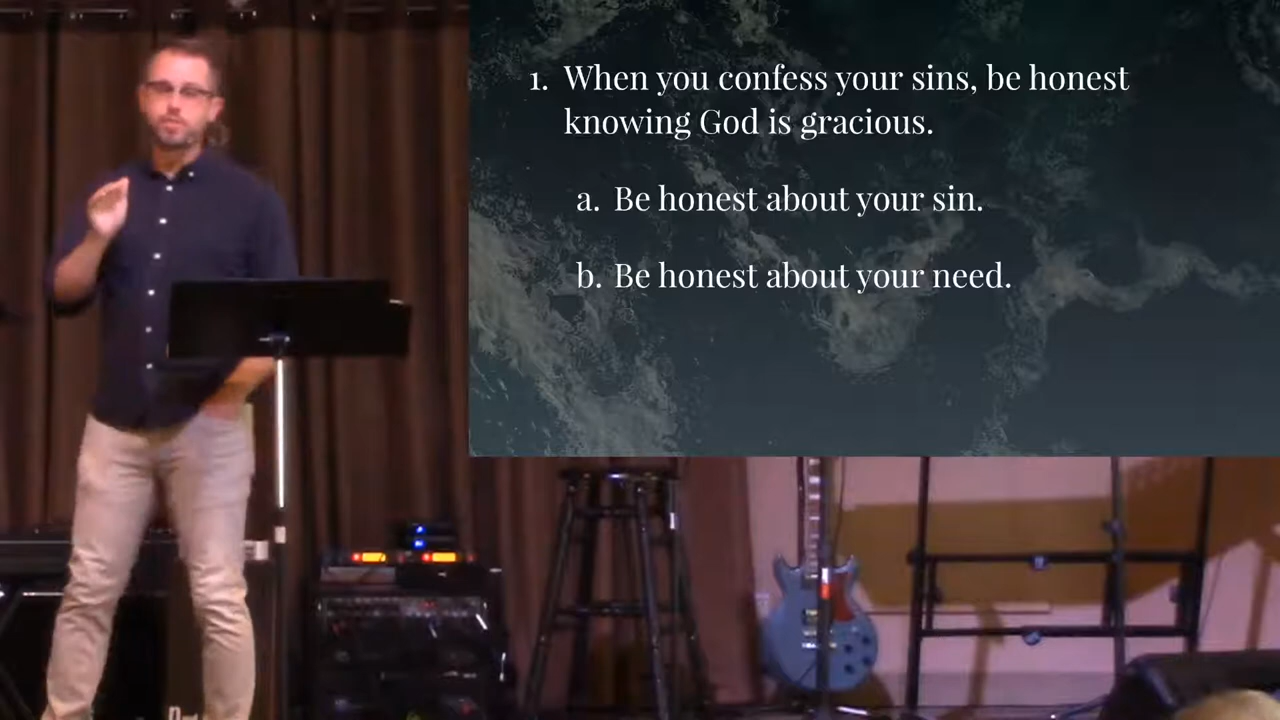 1. When you confess your sins, be honest
knowing God is gracious.
a. Be honest about your sin.
b. Be honest about your need.